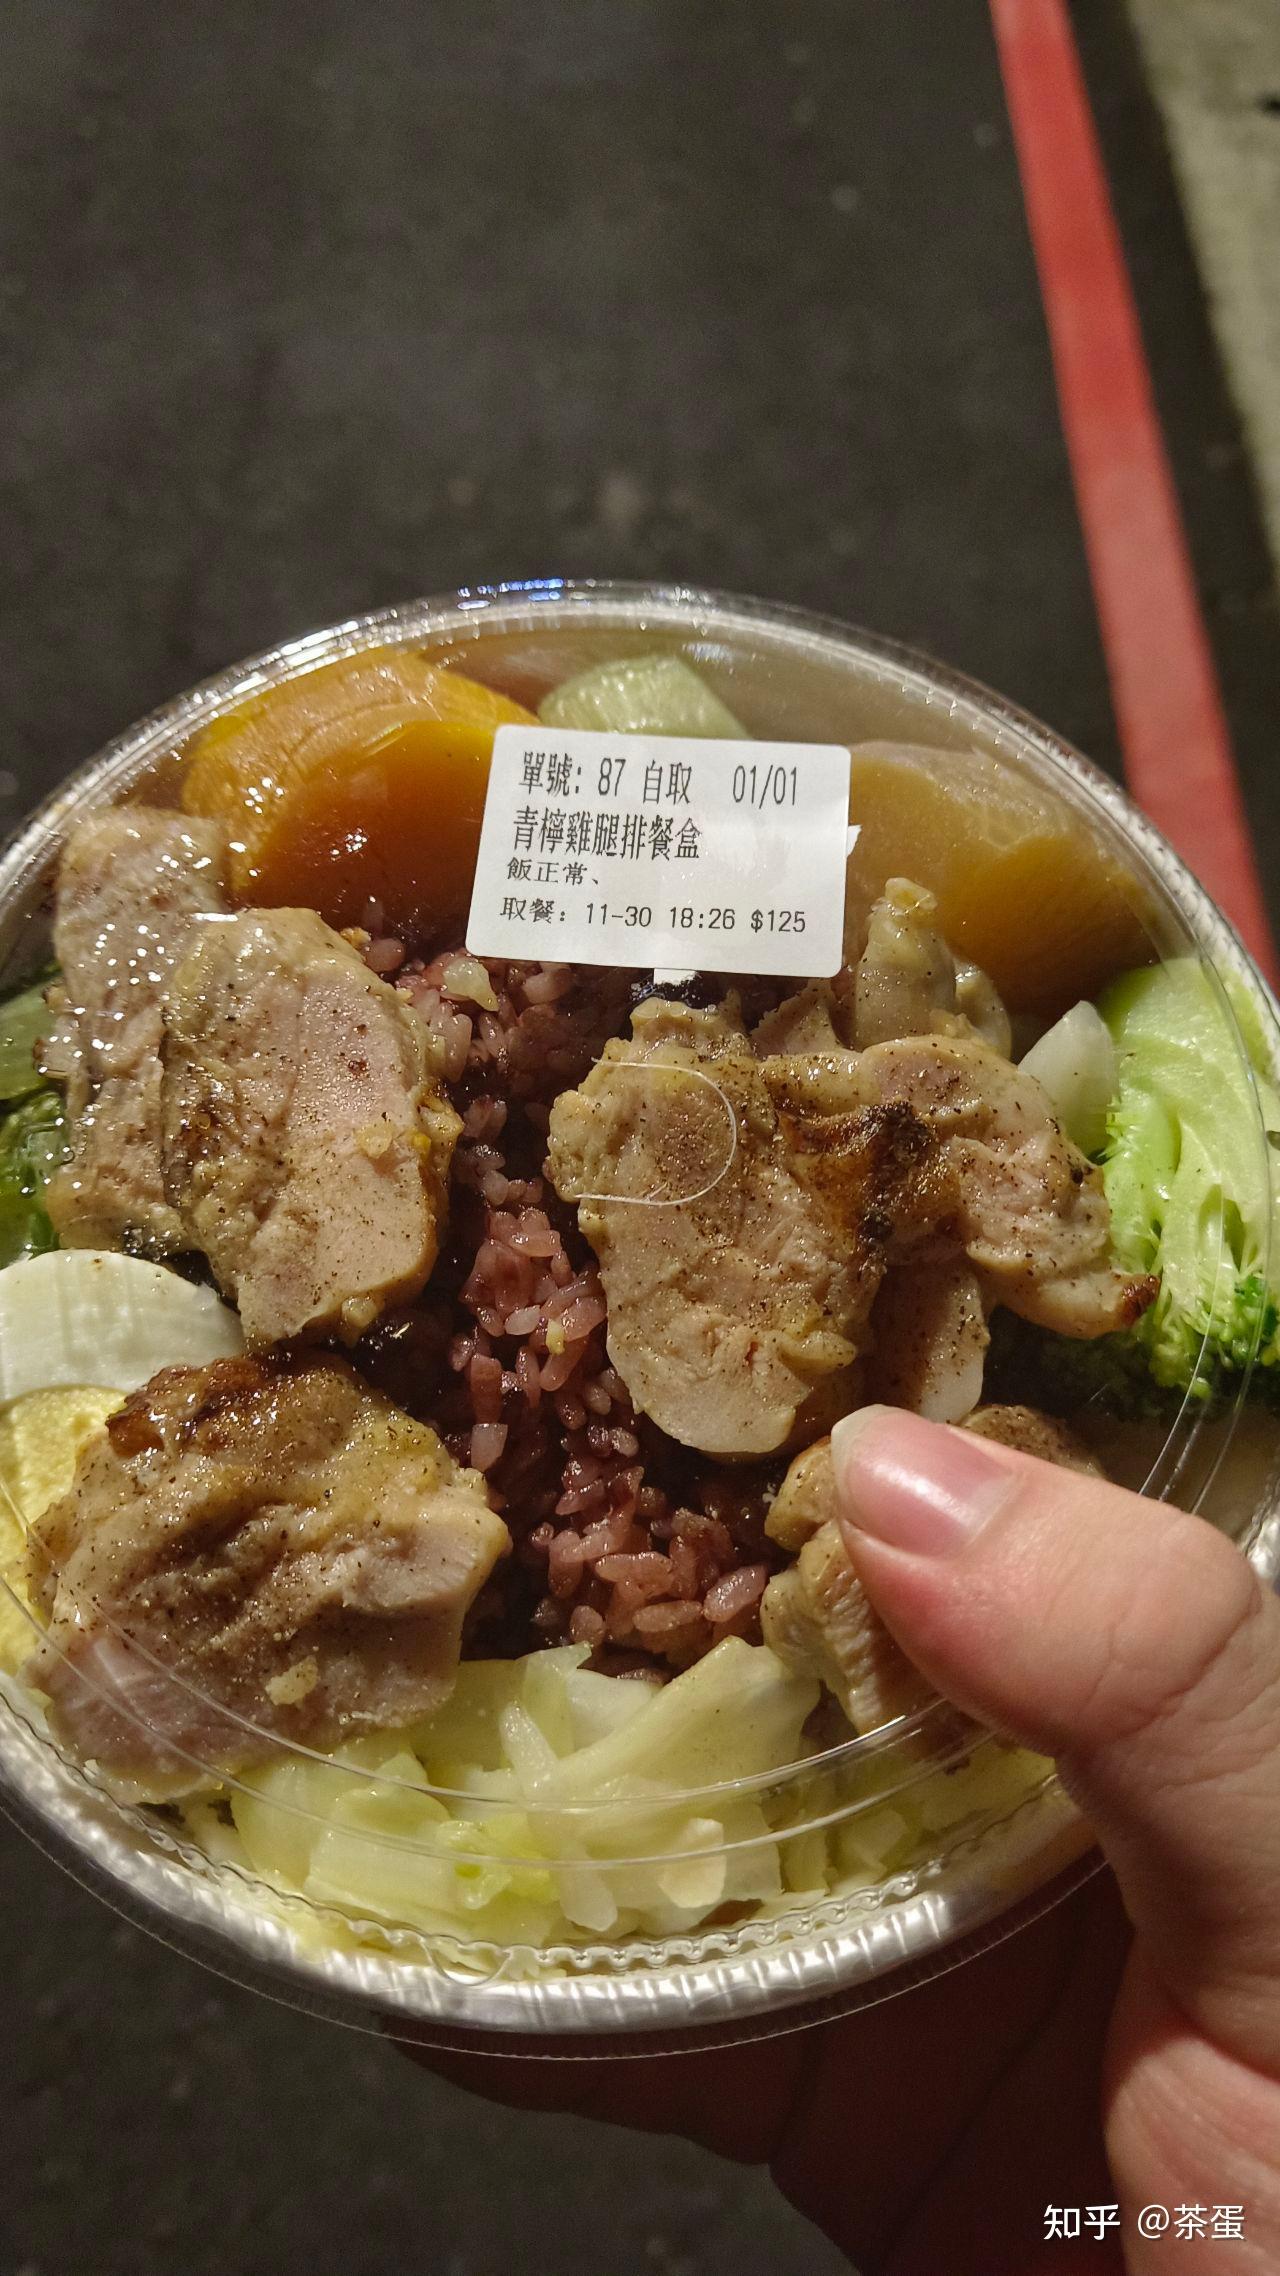 單號: 87 自取 01/01
青檸雞腿排餐盒
飯正常、
取餐: 11-30 18:26 $125
知乎 @茶蛋